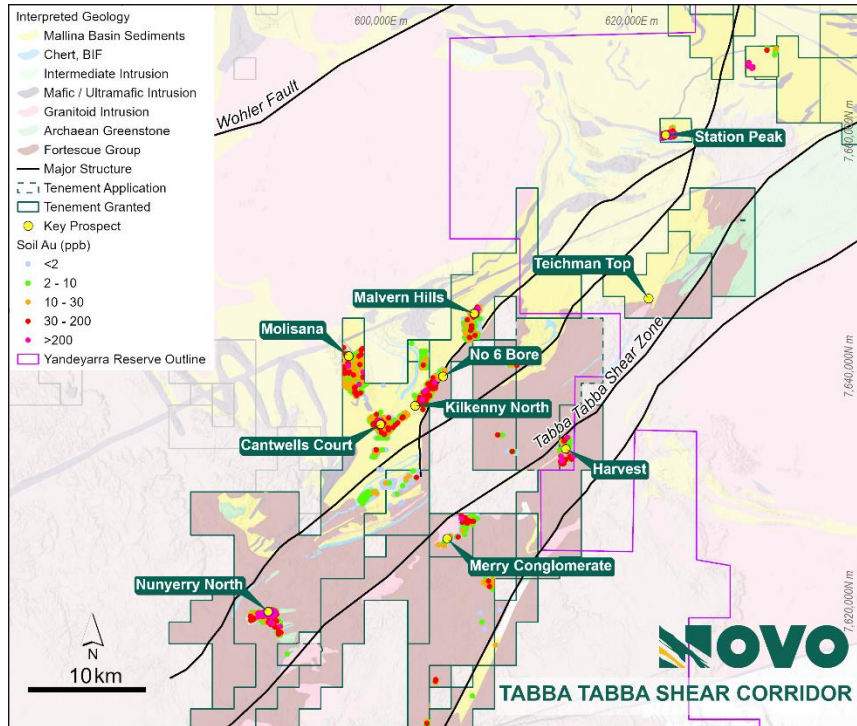 Interpreted Geology
Mallina Basin Sediments
Chert, BIF
Intermediate Intrusion
Mafic / Ultramafic Intrusion
Granitoid Intrusion
Archaean Greenstone
Fortescue Group
Major Structure
Tenement Application
Tenement Granted
Key Prospect
Soil Au (ppb)
<2
2 - 10
10 - 30
30 - 200
>200
Yandeyarra Reserve Outline
600,000E m
620,000E m
Wohler Fault
7,660,000N m
Station Peak
Teichman Top
Malvern Hills
Molisana
No 6 Bore
7,640,000N m
Kilkenny North
Tabba Tabba Shear Zone
Cantwells Court
Harvest
Merry Conglomerate
Nunyerry North
7,620,000N m
N
10km
NOVO
TABBA TABBA SHEAR CORRIDOR